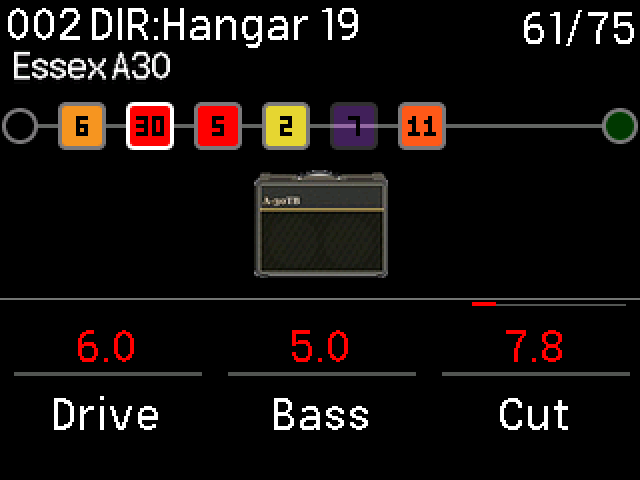 002 DIR:Hangar 19 61/75
Essex A30
6 30 5 2 7 11
A-30TB
6.0 5.0 7.8
Drive Bass Cut